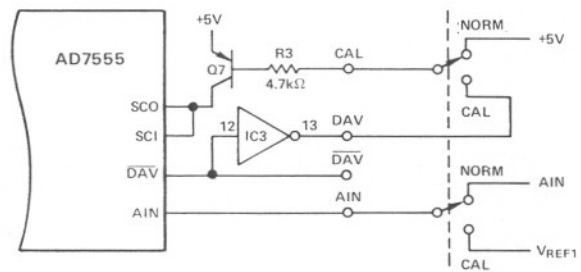 NORM
+5V
+5V
AD7555
R3
CAL
Q7
4.7kΩ
CAL
SCO
12
13
DAV
SCI
IC3
DAV
DAV
NORM
AIN
AIN
AIN
VREF1
CAL